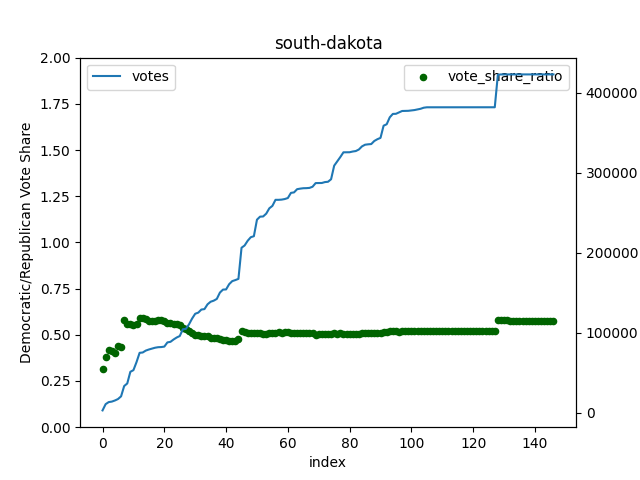 south-dakota
votes
vote_share_ratio
Democratic/Republican Vote Share
2.00
1.75
1.50
1.25
1.00
0.75
0.50
0.25
0.00
400000
300000
200000
100000
0
0 20 40 60 80 100 120 140
index